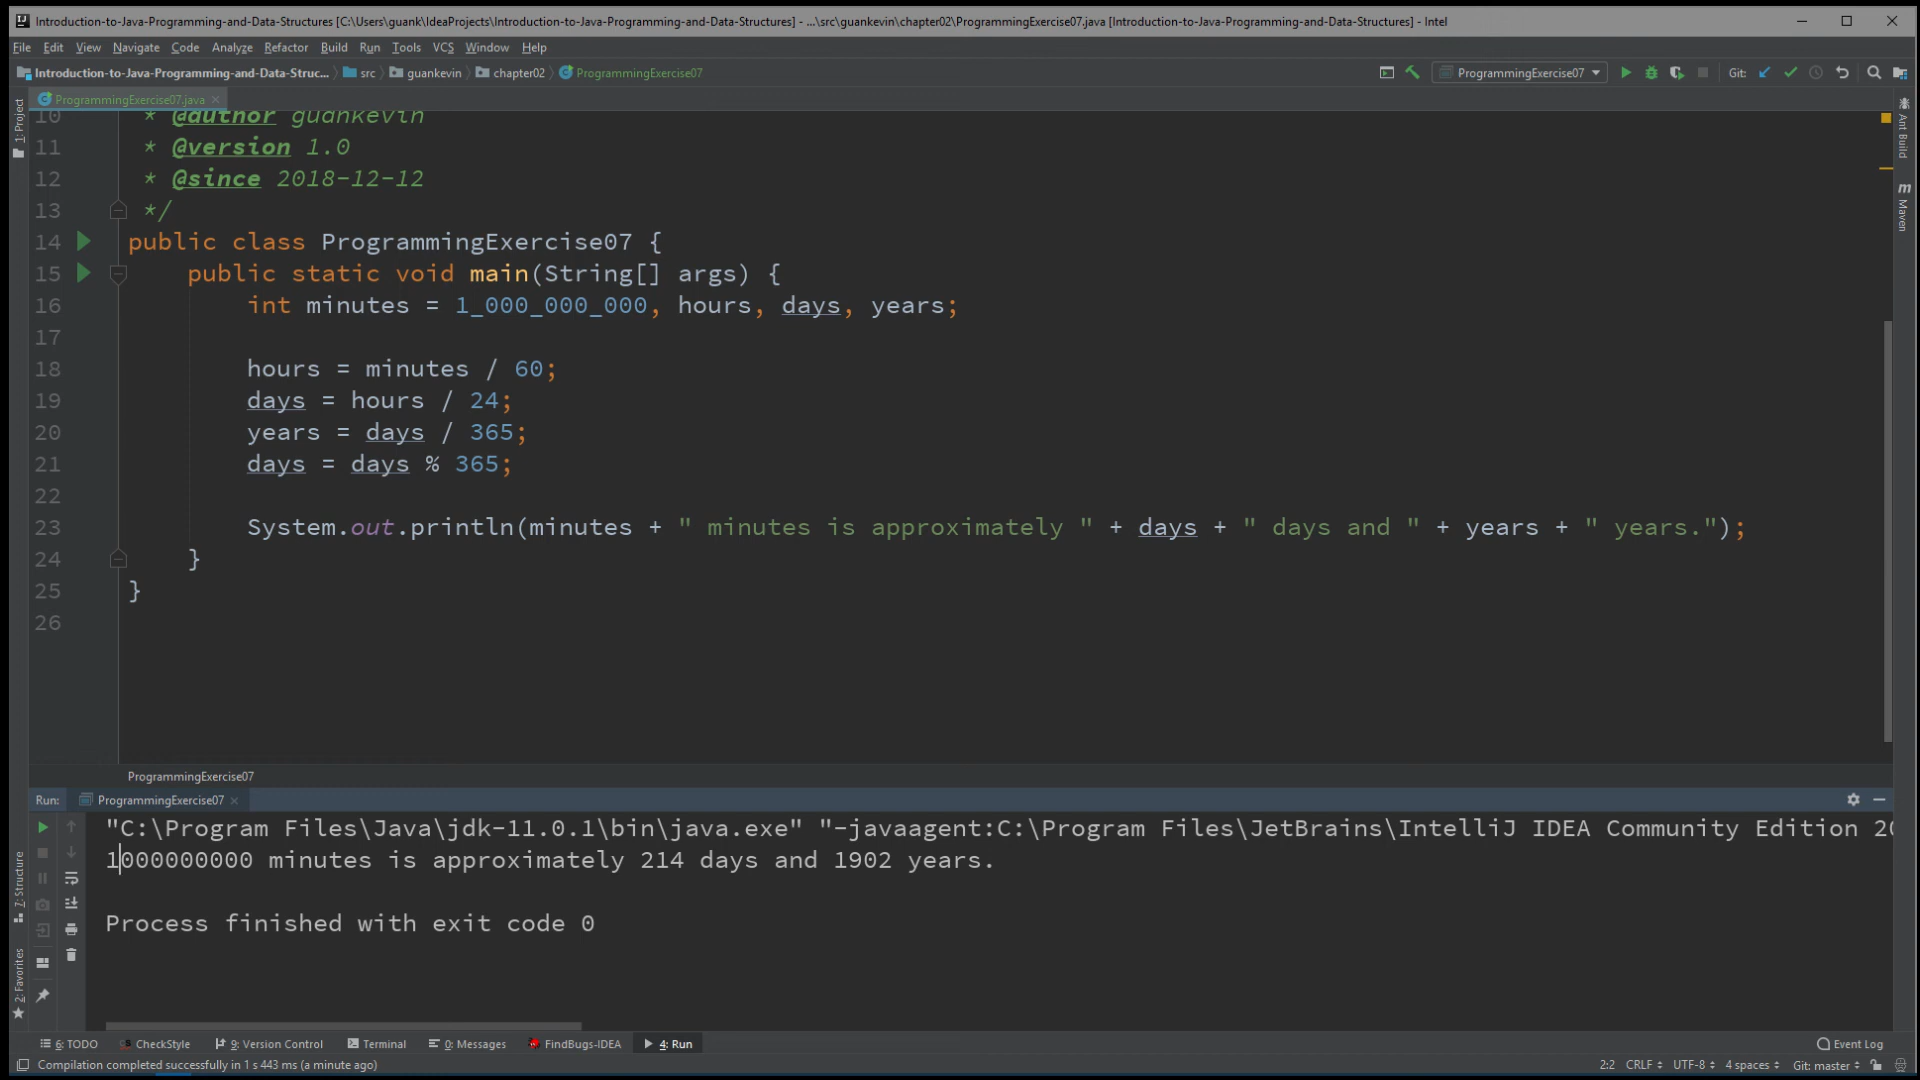 Introduction-to-Java-Programming-and-Data-Structures [C:\Users\guank\IdeaProjects\Introduction-to-Java-Programming-and-Data-Structures] - ...\src\guankevin\chapter02\ProgrammingExercise07.java [Introduction-to-Java-Programming-and-Data-Structures] - Intel
File Edit View Navigate Code Analyze Refactor Build Run Tools VCS Window Help
Introduction-to-Java-Programming-and-Data-Struc... src guankevin chapter02 ProgrammingExercise07 ProgrammingExercise07 Git:
ProgrammingExercise07.java
1: Project
Ant Build
Maven
10 * @author guankevin
11 * @version 1.0
12 * @since 2018-12-12
13 */
14 public class ProgrammingExercise07 {
15 public static void main(String[] args) {
16 int minutes = 1_000_000_000, hours, days, years;
17
18 hours = minutes / 60;
19 days = hours / 24;
20 years = days / 365;
21 days = days % 365;
22
23 System.out.println(minutes + " minutes is approximately " + days + " days and " + years + " years.");
24 }
25 }
26
ProgrammingExercise07
Run: ProgrammingExercise07
"C:\Program Files\Java\jdk-11.0.1\bin\java.exe" "-javaagent:C:\Program Files\JetBrains\IntelliJ IDEA Community Edition 20
1000000000 minutes is approximately 214 days and 1902 years.
Process finished with exit code 0
7: Structure
2: Favorites
6: TODO CheckStyle 9: Version Control Terminal 0: Messages FindBugs-IDEA 4: Run Event Log
Compilation completed successfully in 1 s 443 ms (a minute ago) 2:2 CRLF UTF-8 4 spaces Git: master